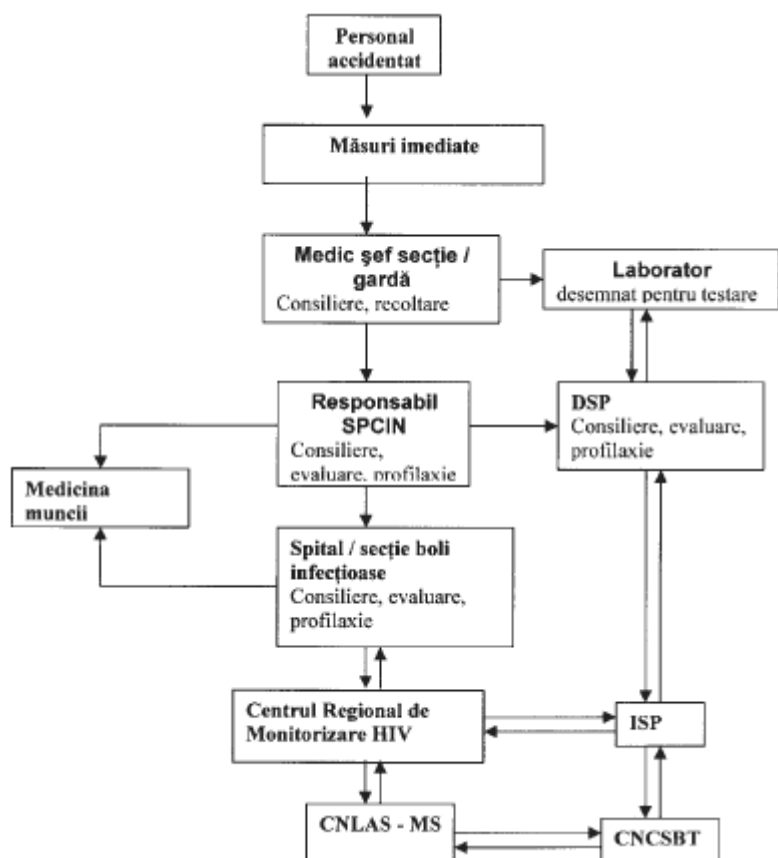 Personal
accidentat
Măsuri imediate
Medic şef secţie /
gardă
Consiliere, recoltare
Laborator
desemnat pentru testare
Responsabil
SPCIN
Consiliere,
evaluare, profilaxie
DSP
Consiliere, evaluare,
profilaxie
Medicina
muncii
Spital / secţie boli
infecţioase
Consiliere, evaluare,
profilaxie
Centrul Regional de
Monitorizare HIV
ISP
CNLAS - MS
CNCSBT